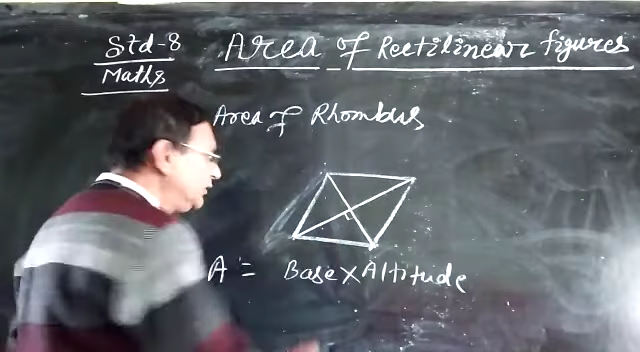 Std-8 Area of Rectilinear figures
Maths
Area of Rhombus
A = Base x Altitude